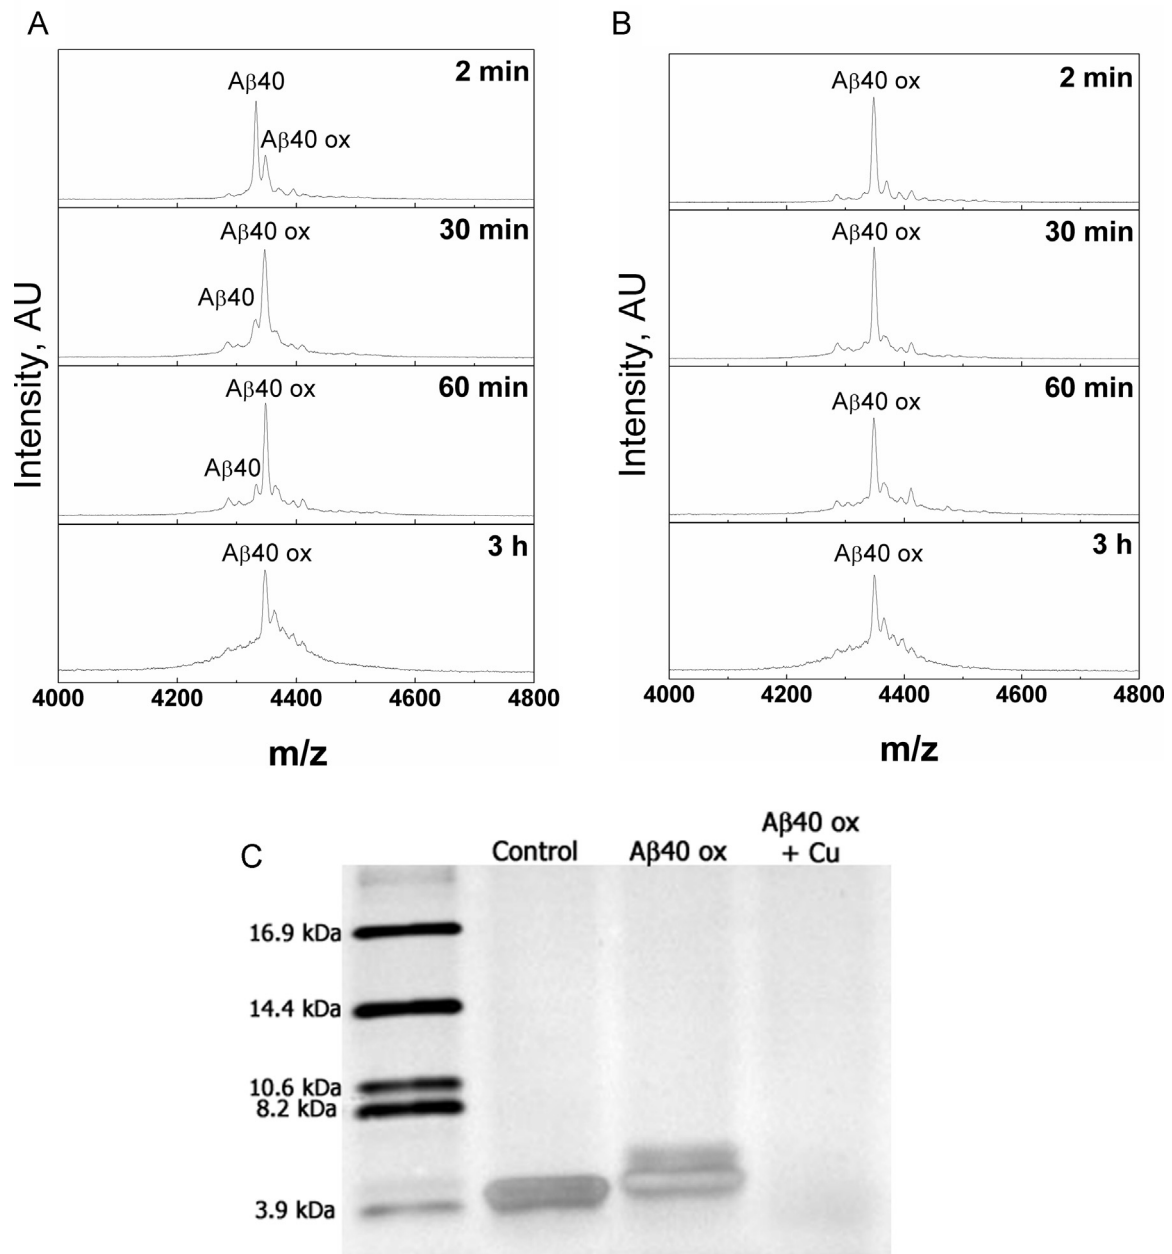 A
Aβ40
2 min
Aβ40 ox
Aβ40 ox
30 min
Aβ40
Aβ40 ox
60 min
Aβ40
Aβ40 ox
3 h
Intensity, AU
4000 4200 4400 4600 4800
m/z
B
Aβ40 ox
2 min
Aβ40 ox
30 min
Aβ40 ox
60 min
Aβ40 ox
3 h
Intensity, AU
4000 4200 4400 4600 4800
m/z
C
Control
Aβ40 ox
Aβ40 ox
+ Cu
16.9 kDa
14.4 kDa
10.6 kDa
8.2 kDa
3.9 kDa